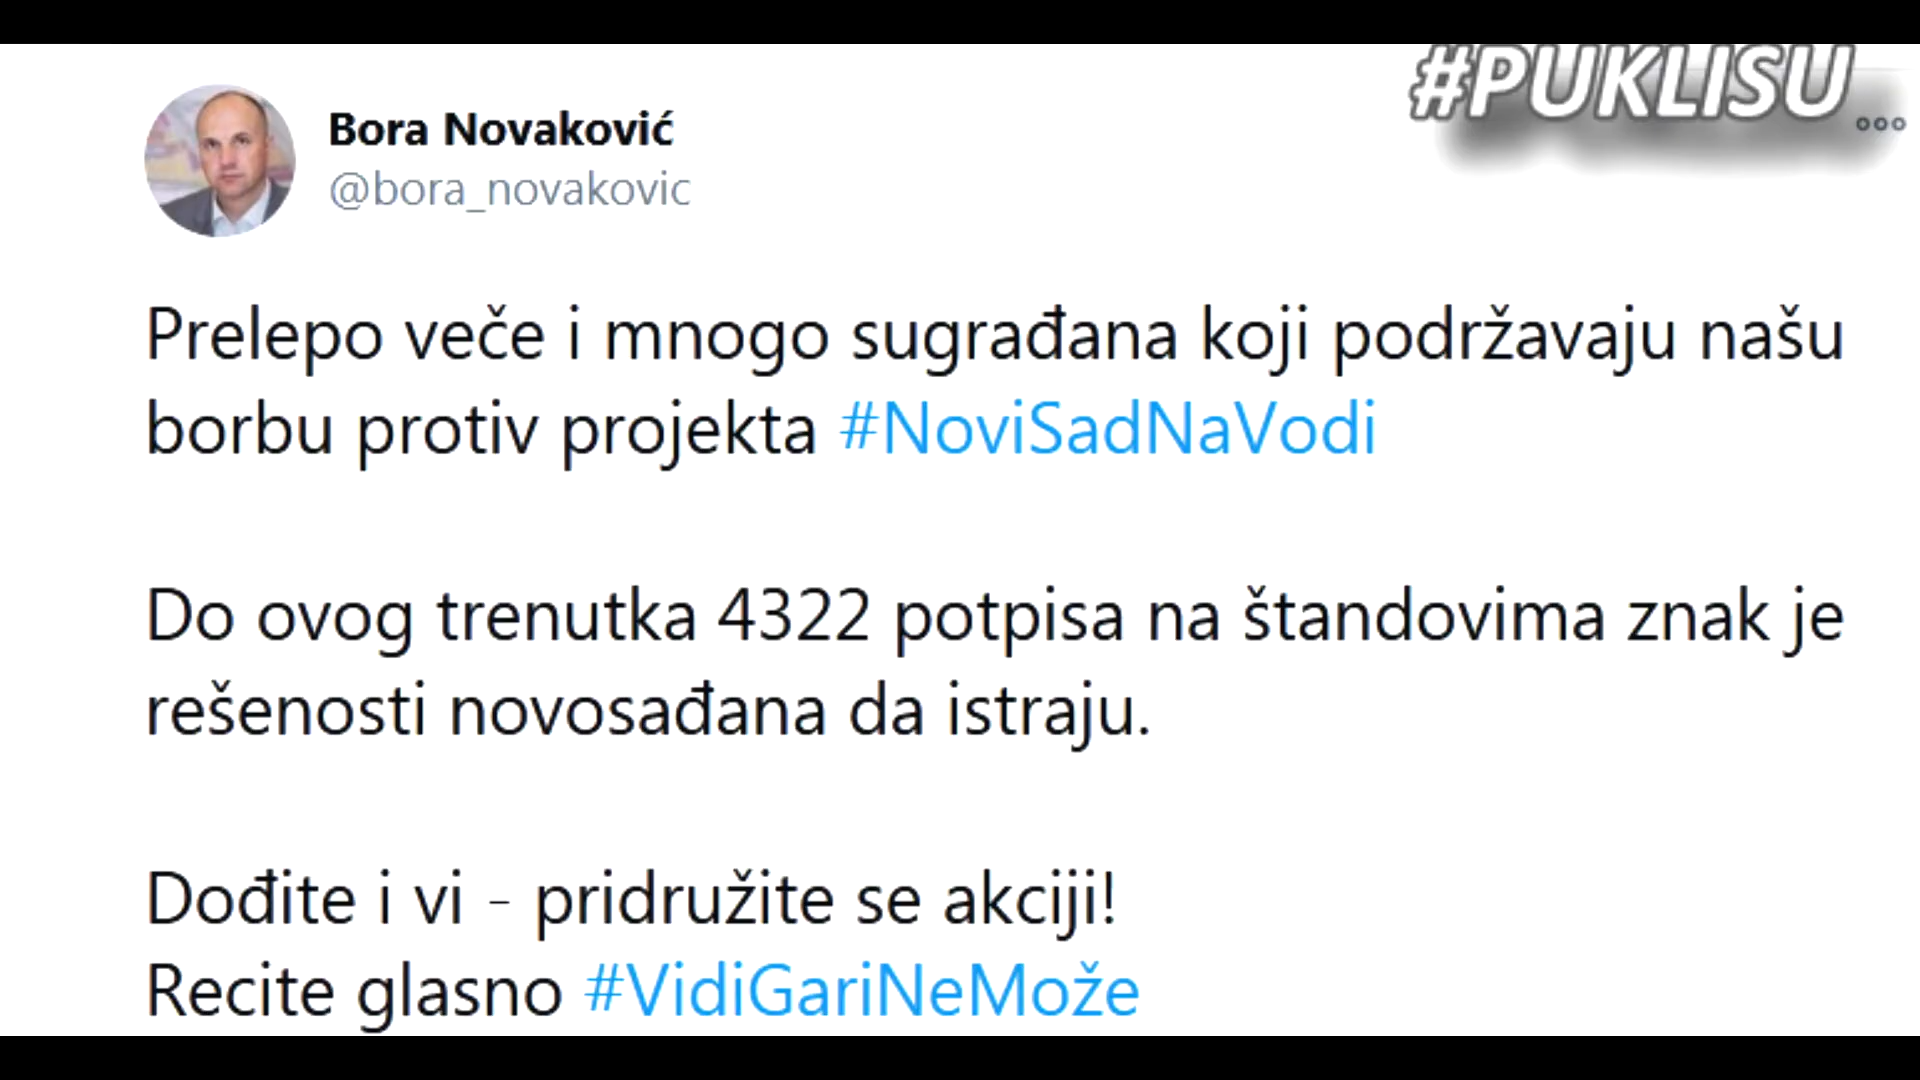 #PUKLISU
Bora Novaković
@bora_novakovic
Prelepo veče i mnogo sugrađana koji podržavaju našu
borbu protiv projekta #NoviSadNaVodi
Do ovog trenutka 4322 potpisa na štandovima znak je
rešenosti novosađana da istraju.
Dođite i vi - pridružite se akciji!
Recite glasno #VidiGariNeMože